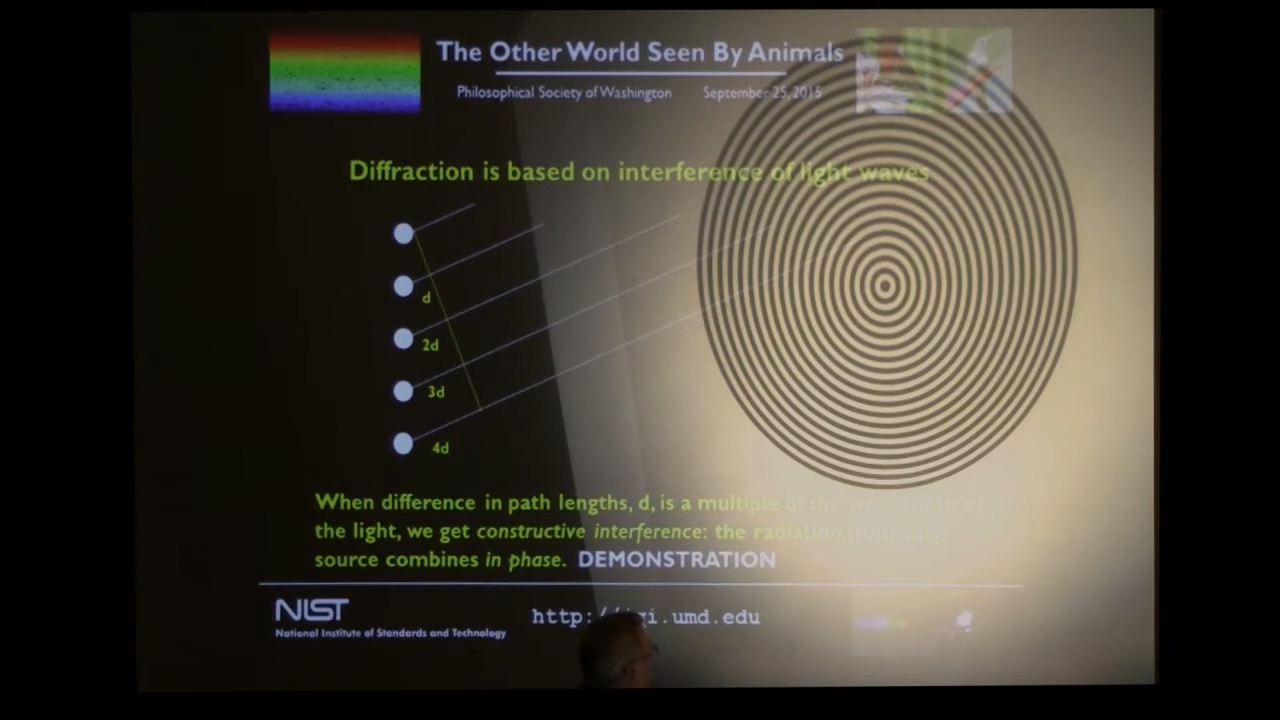 The Other World Seen By Animals
Philosophical Society of Washington September 25, 2015
Diffraction is based on interference of light waves
d
2d
3d
4d
When difference in path lengths, d, is a multiple of the
the light, we get constructive interference: the radiation
source combines in phase. DEMONSTRATION
NIST
National Institute of Standards and Technology
i.umd.edu